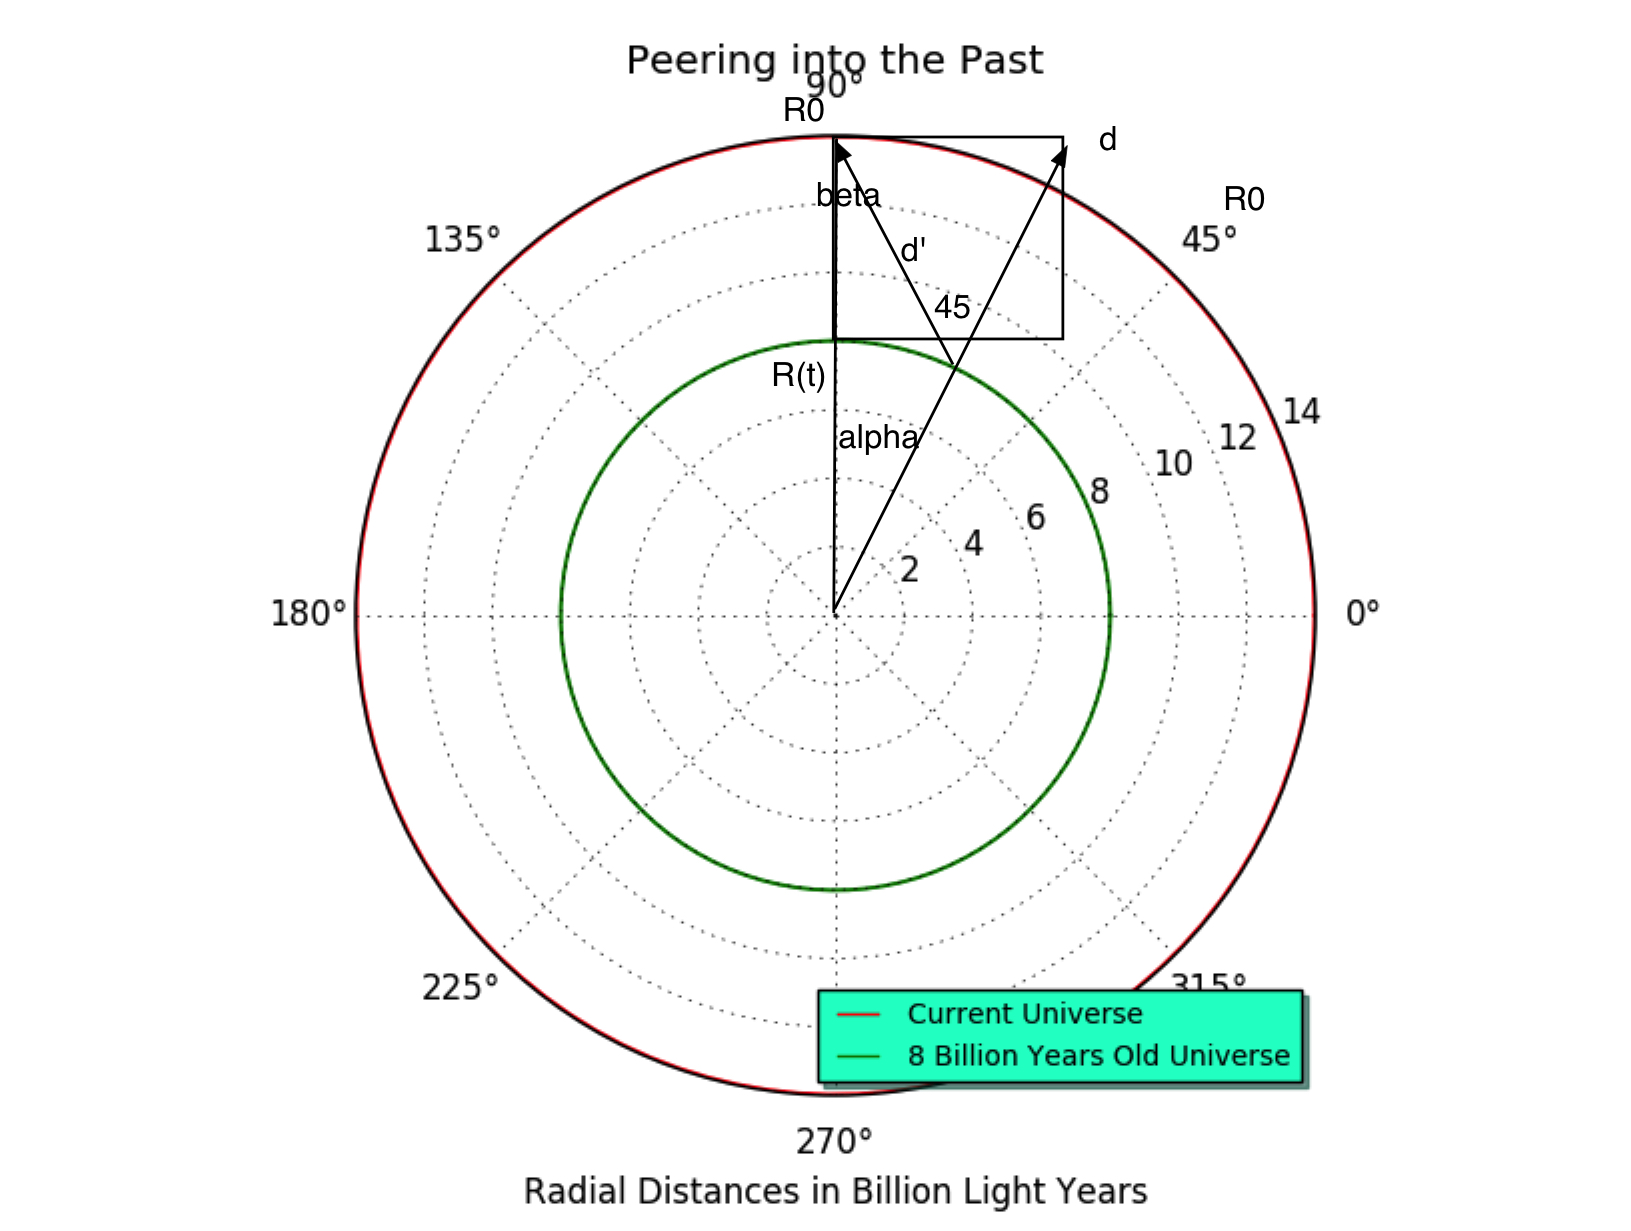 Peering into the Past
90°
R0
d
beta
R0
135°
45°
d'
45
R(t)
14
alpha
12
10
8
6
4
2
180°
0°
225°
315°
Current Universe
8 Billion Years Old Universe
270°
Radial Distances in Billion Light Years